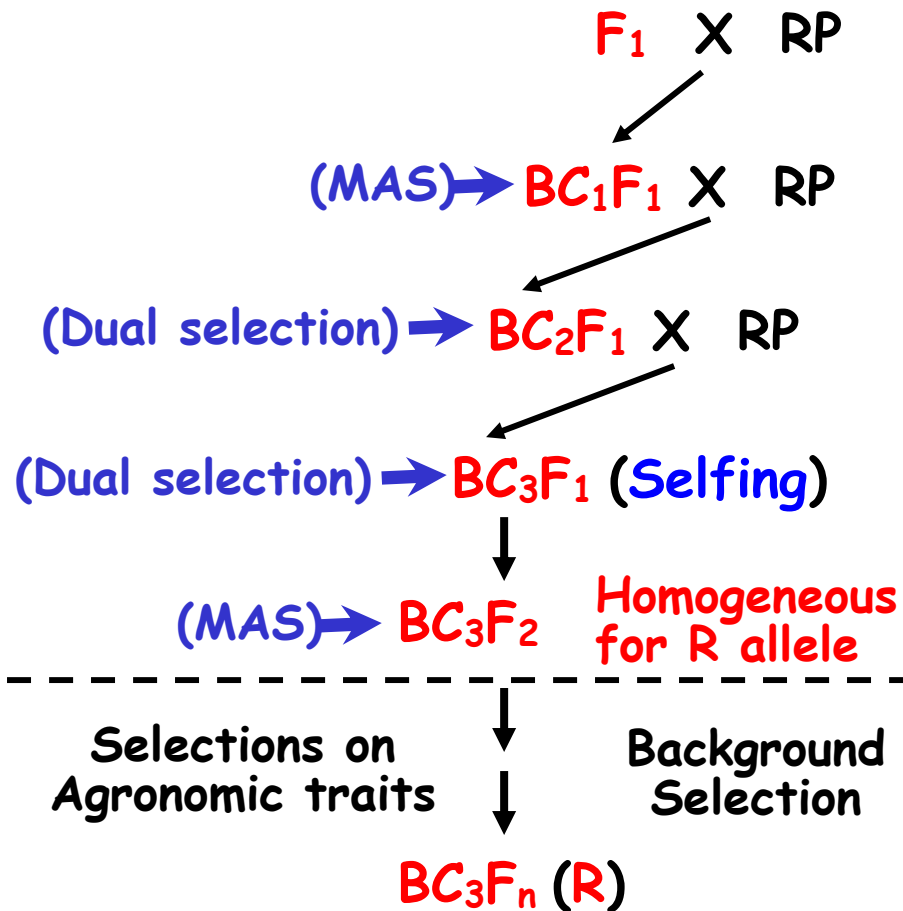 F₁ X RP
(MAS) BC₁F₁ X RP
(Dual selection) BC₂F₁ X RP
(Dual selection) BC₃F₁ (Selfing)
(MAS) BC₃F₂
Homogeneous
for R allele
Selections on
Agronomic traits
Background
Selection
BC₃Fₙ (R)